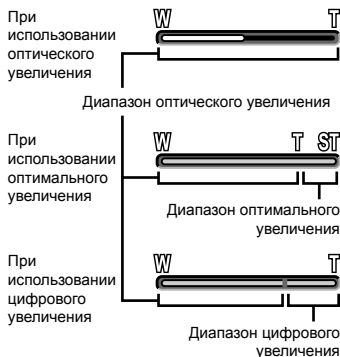 При
использовании
оптического
увеличения
W T
Диапазон оптического увеличения
При
использовании
оптимального
увеличения
W T ST
Диапазон оптимального
увеличения
При
использовании
цифрового
увеличения
W T
Диапазон цифрового
увеличения